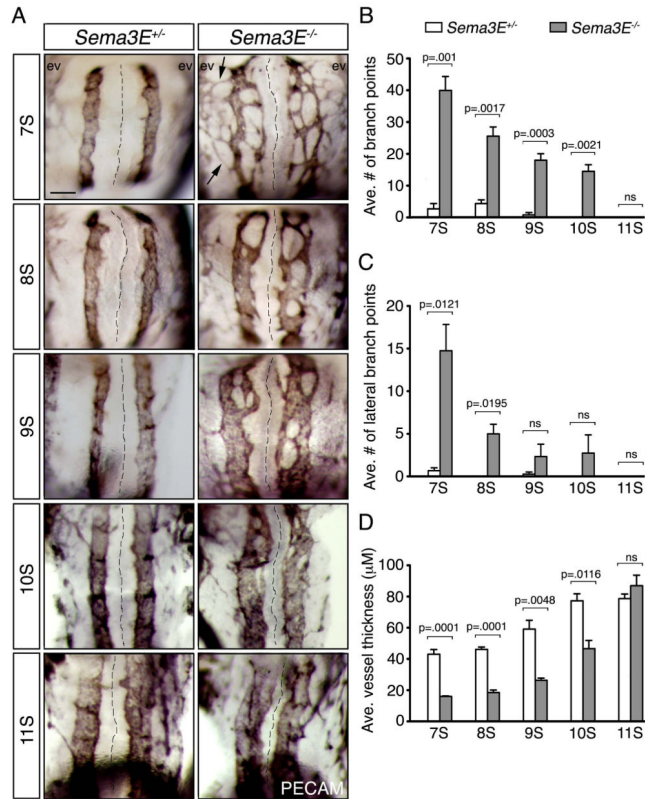 A
Sema3E+/-
Sema3E-/-
7S
ev
ev
ev
8S
9S
10S
11S
PECAM
Sema3E+/-
Sema3E-/-
B
Ave. # of branch points
50
40
30
20
10
0
p=.001
p=.0017
p=.0003
p=.0021
ns
7S 8S 9S 10S 11S
C
Ave. # of lateral branch points
20
15
10
5
0
p=.0121
p=.0195
ns
ns
ns
7S 8S 9S 10S 11S
D
Ave. vessel thickness (μM)
100
80
60
40
20
0
p=.0001
p=.0001
p=.0048
p=.0116
ns
7S 8S 9S 10S 11S